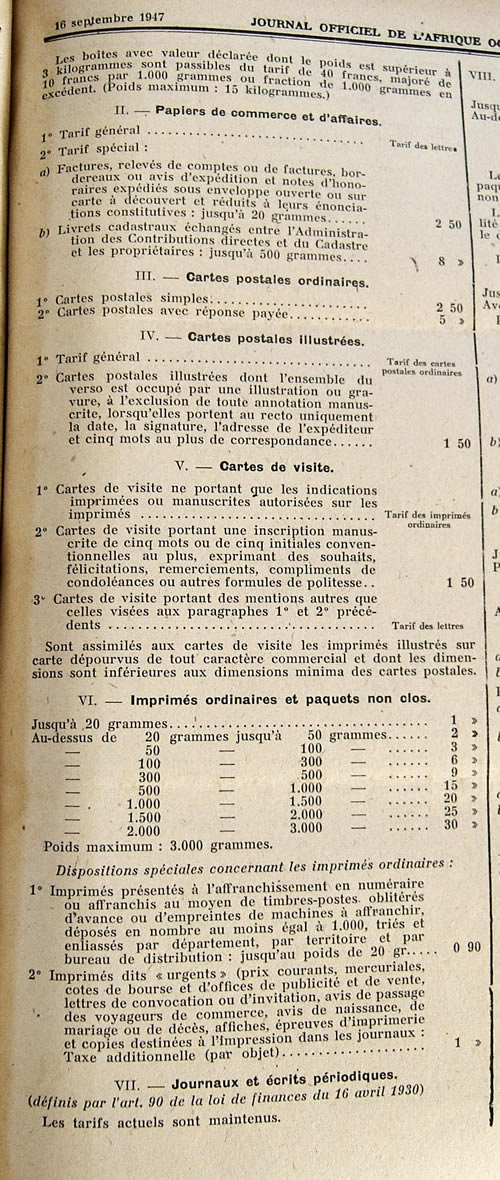 16 septembre 1947
JOURNAL OFFICIEL DE L'AFRIQUE
Les boîtes avec valeur déclarée dont le poids est supérieur à
3 kilogrammes sont passibles du tarif de 40 francs, majoré de
10 francs par 1.000 grammes ou fraction de 1.000 grammes en
excédent. (Poids maximum : 15 kilogrammes.)
II. — Papiers de commerce et d'affaires.
1° Tarif général ........................ Tarif des lettres
2° Tarif spécial :
a) Factures, relevés de comptes ou de factures, bor-
dereaux ou avis d'expédition et notes d'hono-
raires expédiés sous enveloppe ouverte ou sur
carte à découvert et réduits à leurs énoncia-
tions constitutives : jusqu'à 20 grammes...... 2 50
b) Livrets cadastraux échangés entre l'Administra-
tion des Contributions directes et du Cadastre
et les propriétaires : jusqu'à 500 grammes.... 8 »
III. — Cartes postales ordinaires.
1° Cartes postales simples........................ 2 50
2° Cartes postales avec réponse payée............ 5 »
IV. — Cartes postales illustrées.
1° Tarif général ........................ Tarif des cartes
postales ordinaires
2° Cartes postales illustrées dont l'ensemble du
verso est occupé par une illustration ou gra-
vure, à l'exclusion de toute annotation manus-
crite, lorsqu'elles portent au recto uniquement
la date, la signature, l'adresse de l'expéditeur
et cinq mots au plus de correspondance...... 1 50
V. — Cartes de visite.
1° Cartes de visite ne portant que les indications
imprimées ou manuscrites autorisées sur les
imprimés ........................ Tarif des imprimés
ordinaires
2° Cartes de visite portant une inscription manus-
crite de cinq mots ou de cinq initiales conven-
tionnelles au plus, exprimant des souhaits,
félicitations, remerciements, compliments de
condoléances ou autres formules de politesse.. 1 50
3° Cartes de visite portant des mentions autres que
celles visées aux paragraphes 1° et 2° précé-
dents ........................ Tarif des lettres
Sont assimilés aux cartes de visite les imprimés illustrés sur
carte dépourvus de tout caractère commercial et dont les dimen-
sions sont inférieures aux dimensions minima des cartes postales.
VI. — Imprimés ordinaires et paquets non clos.
Jusqu'à 20 grammes........................ 1 »
Au-dessus de 20 grammes jusqu'à 50 grammes...... 2 »
— 50 — 100 — ...... 3 »
— 100 — 300 — ...... 6 »
— 300 — 500 — ...... 9 »
— 500 — 1.000 — ...... 15 »
— 1.000 — 1.500 — ...... 20 »
— 1.500 — 2.000 — ...... 25 »
— 2.000 — 3.000 — ...... 30 »
Poids maximum : 3.000 grammes.
Dispositions spéciales concernant les imprimés ordinaires :
1° Imprimés présentés à l'affranchissement en numéraire
ou affranchis au moyen de timbres-postes oblitérés
d'avance ou d'empreintes de machines à affranchir,
déposés en nombre au moins égal à 1.000, triés et
enliassés par département, par territoire et par
bureau de distribution : jusqu'au poids de 20 gr..... 0 90
2° Imprimés dits « urgents » (prix courants, mercuriales,
cotes de bourse et d'offices de publicité et de vente,
lettres de convocation ou d'invitation, avis de passage
des voyageurs de commerce, avis de naissance, de
mariage ou de décès, affiches, épreuves d'imprimerie
et copies destinées à l'impression dans les journaux :
Taxe additionnelle (par objet)...................... 1 »
VII. — Journaux et écrits périodiques.
(définis par l'art. 90 de la loi de finances du 16 avril 1930)
Les tarifs actuels sont maintenus.
VIII.